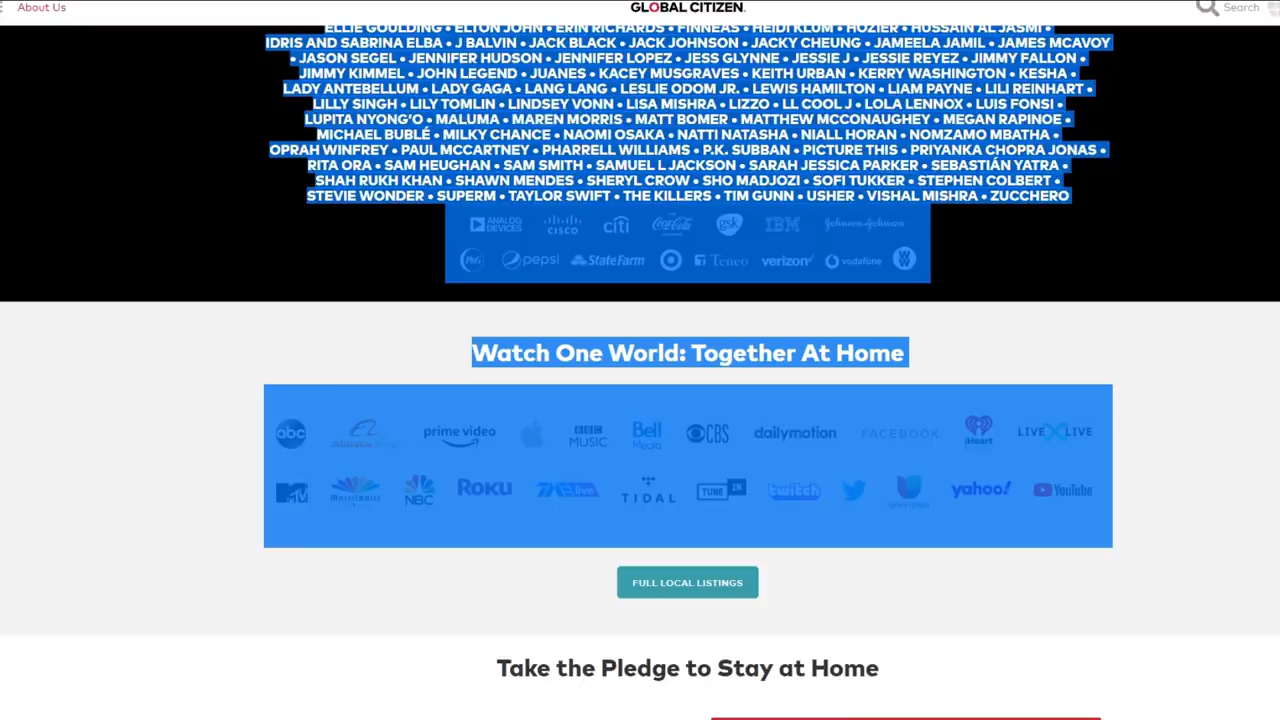 About Us
GLOBAL CITIZEN.
Search
ELLIE GOULDING • ELTON JOHN • ERIN RICHARDS • FINNEAS • HEIDI KLUM • HOZIER • HUSSAIN AL JASMI •
IDRIS AND SABRINA ELBA • J BALVIN • JACK BLACK • JACK JOHNSON • JACKY CHEUNG • JAMEELA JAMIL • JAMES MCAVOY
• JASON SEGEL • JENNIFER HUDSON • JENNIFER LOPEZ • JESS GLYNNE • JESSIE J • JESSIE REYEZ • JIMMY FALLON •
JIMMY KIMMEL • JOHN LEGEND • JUANES • KACEY MUSGRAVES • KEITH URBAN • KERRY WASHINGTON • KESHA •
LADY ANTEBELLUM • LADY GAGA • LANG LANG • LESLIE ODOM JR. • LEWIS HAMILTON • LIAM PAYNE • LILI REINHART •
LILLY SINGH • LILY TOMLIN • LINDSEY VONN • LISA MISHRA • LIZZO • LL COOL J • LOLA LENNOX • LUIS FONSI •
LUPITA NYONG'O • MALUMA • MAREN MORRIS • MATT BOMER • MATTHEW MCCONAUGHEY • MEGAN RAPINOE •
MICHAEL BUBLÉ • MILKY CHANCE • NAOMI OSAKA • NATTI NATASHA • NIALL HORAN • NOMZAMO MBATHA •
OPRAH WINFREY • PAUL MCCARTNEY • PHARRELL WILLIAMS • P.K. SUBBAN • PICTURE THIS • PRIYANKA CHOPRA JONAS •
RITA ORA • SAM HEUGHAN • SAM SMITH • SAMUEL L JACKSON • SARAH JESSICA PARKER • SEBASTIÁN YATRA •
SHAH RUKH KHAN • SHAWN MENDES • SHERYL CROW • SHO MADJOZI • SOFI TUKKER • STEPHEN COLBERT •
STEVIE WONDER • SUPERM • TAYLOR SWIFT • THE KILLERS • TIM GUNN • USHER • VISHAL MISHRA • ZUCCHERO
ANALOG DEVICES CISCO citi Coca-Cola gsk IBM Johnson & Johnson
P&G pepsi StateFarm Teneo verizon vodafone WW
Watch One World: Together At Home
abc Alibaba prime video BBC MUSIC Bell Media CBS dailymotion FACEBOOK iHeart LIVEXLIVE
MTV NBC ROKU live TIDAL TUNE IN twitch yahoo! YouTube
FULL LOCAL LISTINGS
Take the Pledge to Stay at Home